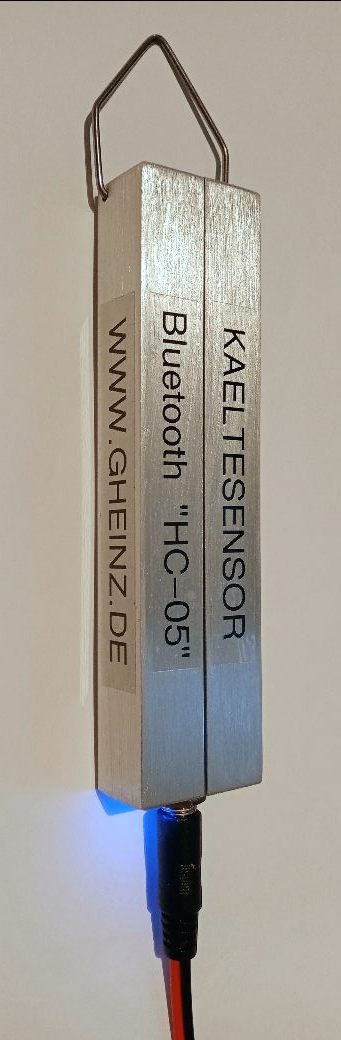 KAELTESENSOR
Bluetooth "HC-05"
WWW.GHEINZ.DE